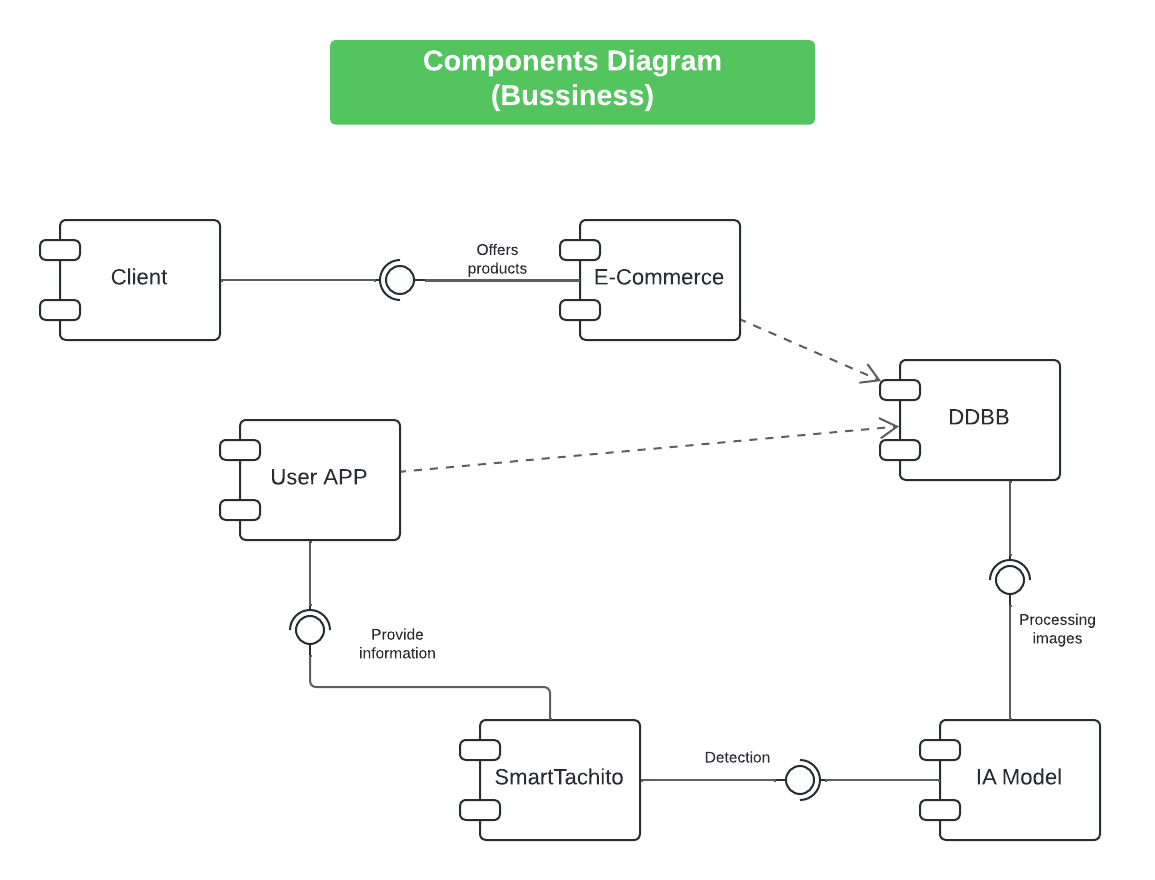 Components Diagram
(Bussiness)
Client
Offers
products
E-Commerce
DDBB
User APP
Provide
information
Processing
images
SmartTachito
Detection
IA Model